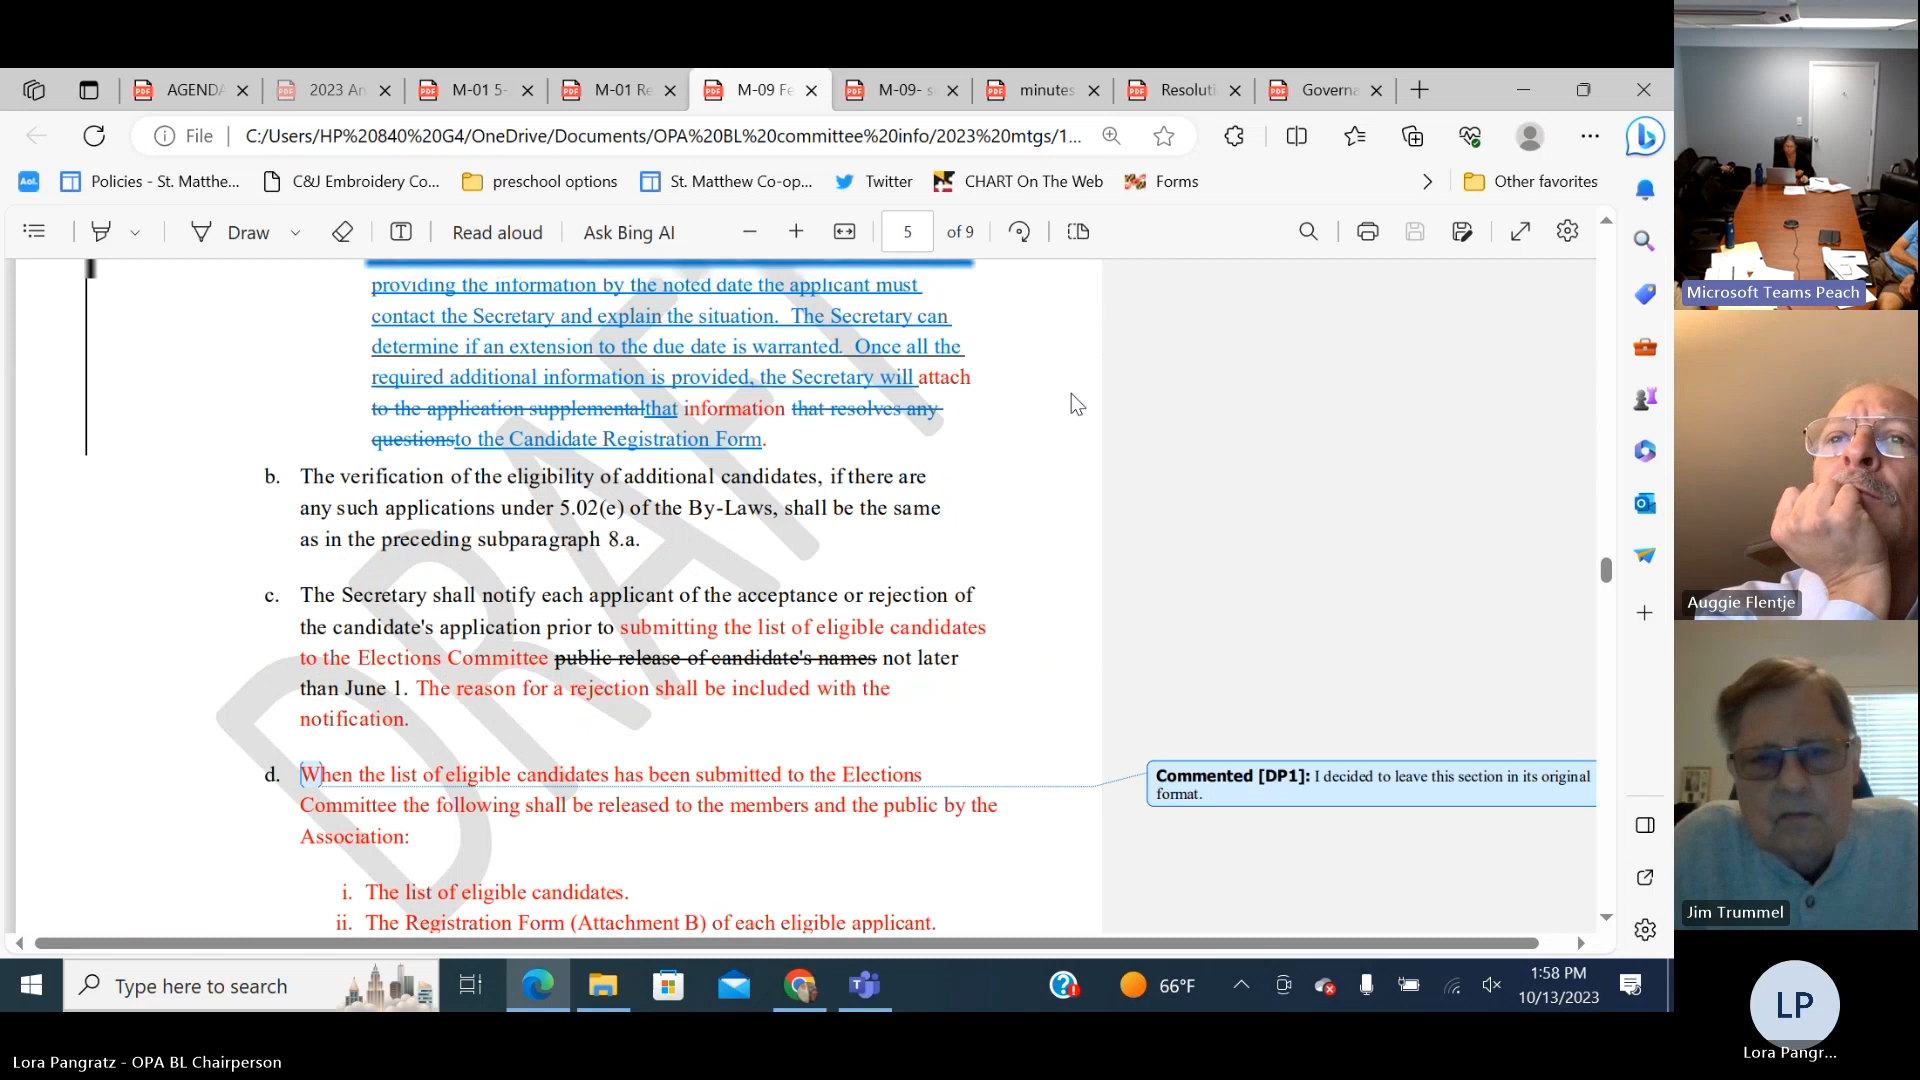 AGENDA
2023 An
M-01 5-
M-01 Re
M-09 Fe
M-09- s
minutes
Resoluti
Governa
File
C:/Users/HP%20840%20G4/OneDrive/Documents/OPA%20BL%20committee%20info/2023%20mtgs/1...
Aol.
Policies - St. Matthe...
C&J Embroidery Co...
preschool options
St. Matthew Co-op...
Twitter
CHART On The Web
Forms
Other favorites
Draw
Read aloud
Ask Bing AI
5 of 9
providing the information by the noted date the applicant must
contact the Secretary and explain the situation. The Secretary can
determine if an extension to the due date is warranted. Once all the
required additional information is provided, the Secretary will attach
to the application supplementalthat information that resolves any
questionsto the Candidate Registration Form.
b. The verification of the eligibility of additional candidates, if there are
any such applications under 5.02(e) of the By-Laws, shall be the same
as in the preceding subparagraph 8.a.
c. The Secretary shall notify each applicant of the acceptance or rejection of
the candidate's application prior to submitting the list of eligible candidates
to the Elections Committee public release of candidate's names not later
than June 1. The reason for a rejection shall be included with the
notification.
d. When the list of eligible candidates has been submitted to the Elections
Committee the following shall be released to the members and the public by the
Association:
i. The list of eligible candidates.
ii. The Registration Form (Attachment B) of each eligible applicant.
DRAFT
Commented [DP1]: I decided to leave this section in its original
format.
Type here to search
66°F
1:58 PM
10/13/2023
Microsoft Teams Peach
Auggie Flentje
Jim Trummel
LP
Lora Pangr...
Lora Pangratz - OPA BL Chairperson